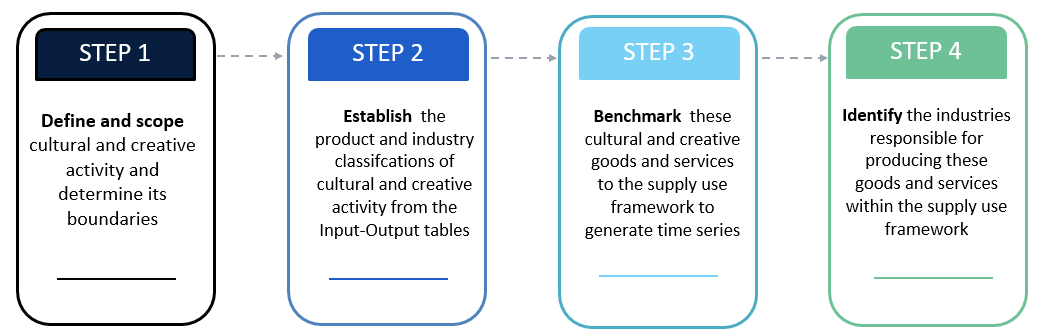 STEP 1
Define and scope
cultural and creative
activity and
determine its
boundaries
STEP 2
Establish the
product and industry
classifcations of
cultural and creative
activity from the
Input-Output tables
STEP 3
Benchmark these
cultural and creative
goods and services
to the supply use
framework to
generate time series
STEP 4
Identify the industries
responsible for
producing these
goods and services
within the supply use
framework